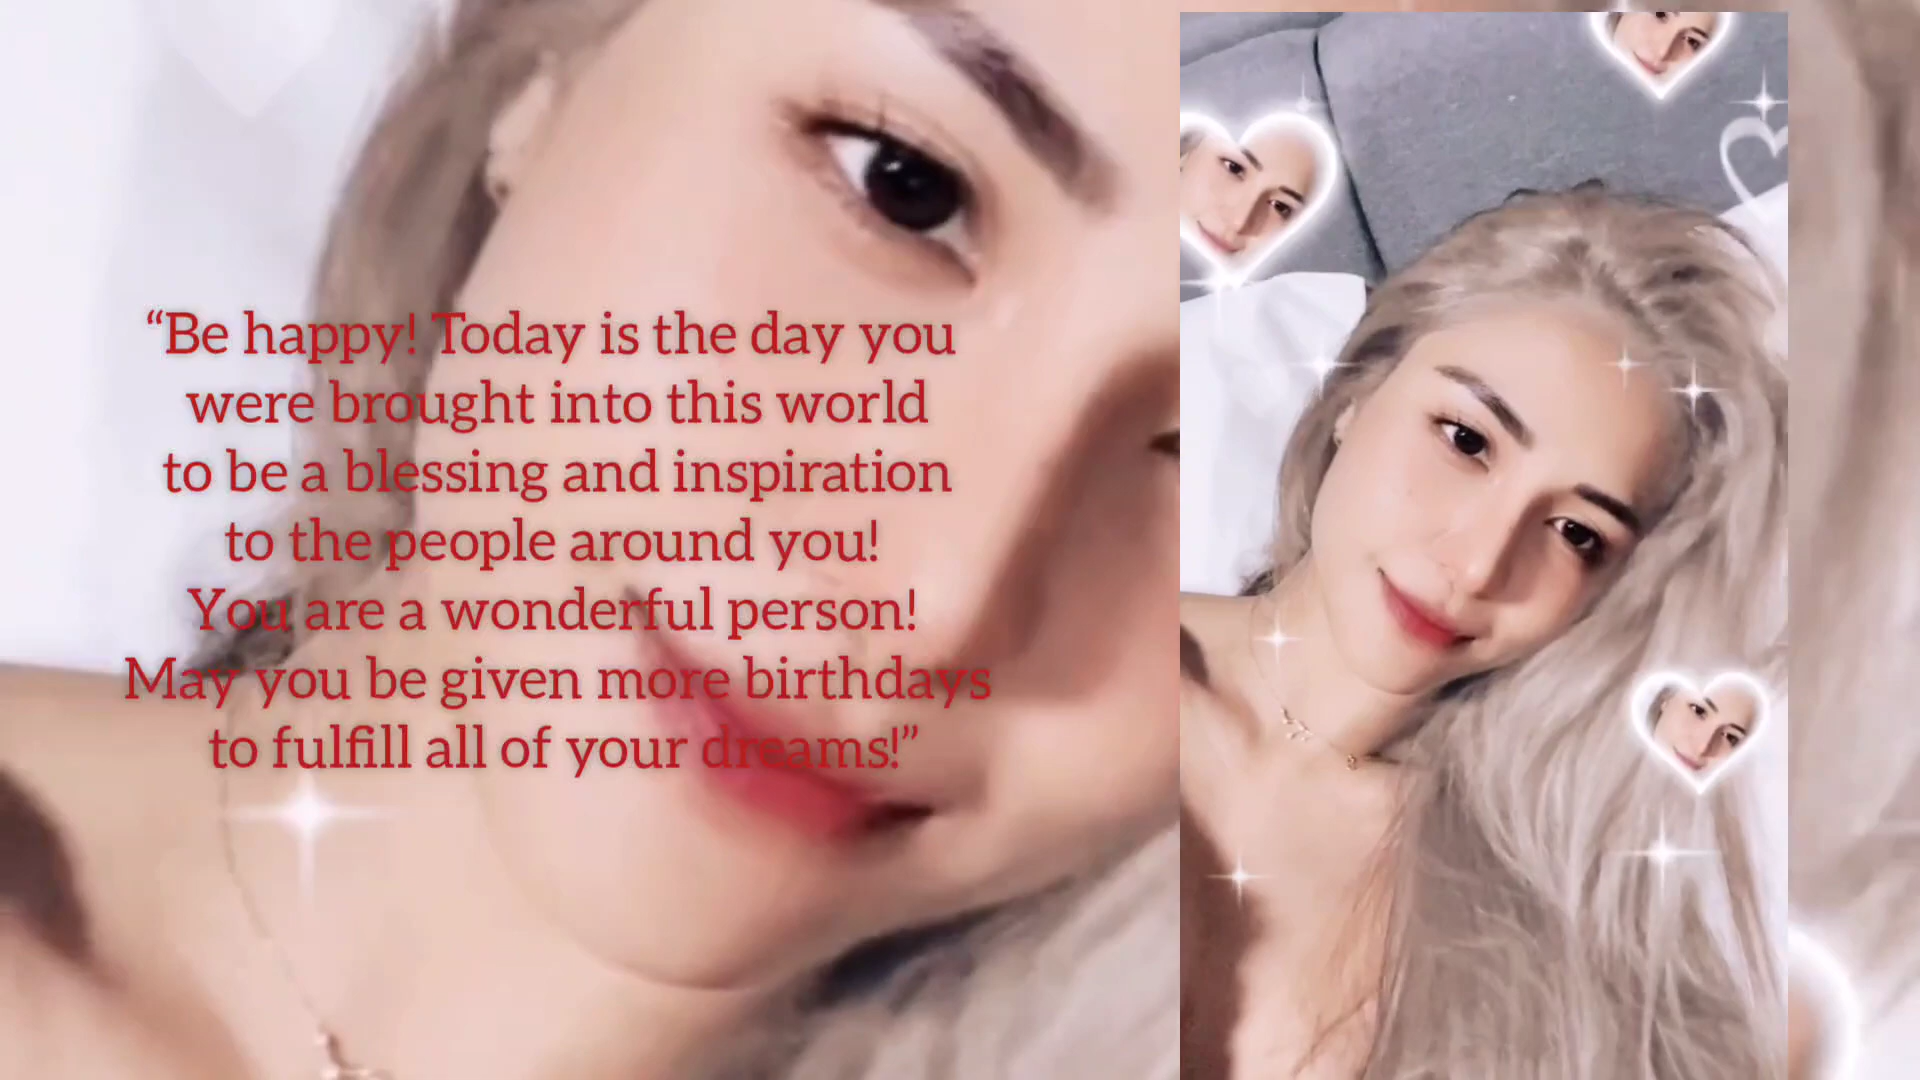 “Be happy! Today is the day you
were brought into this world
to be a blessing and inspiration
to the people around you!
You are a wonderful person!
May you be given more birthdays
to fulfill all of your dreams!”